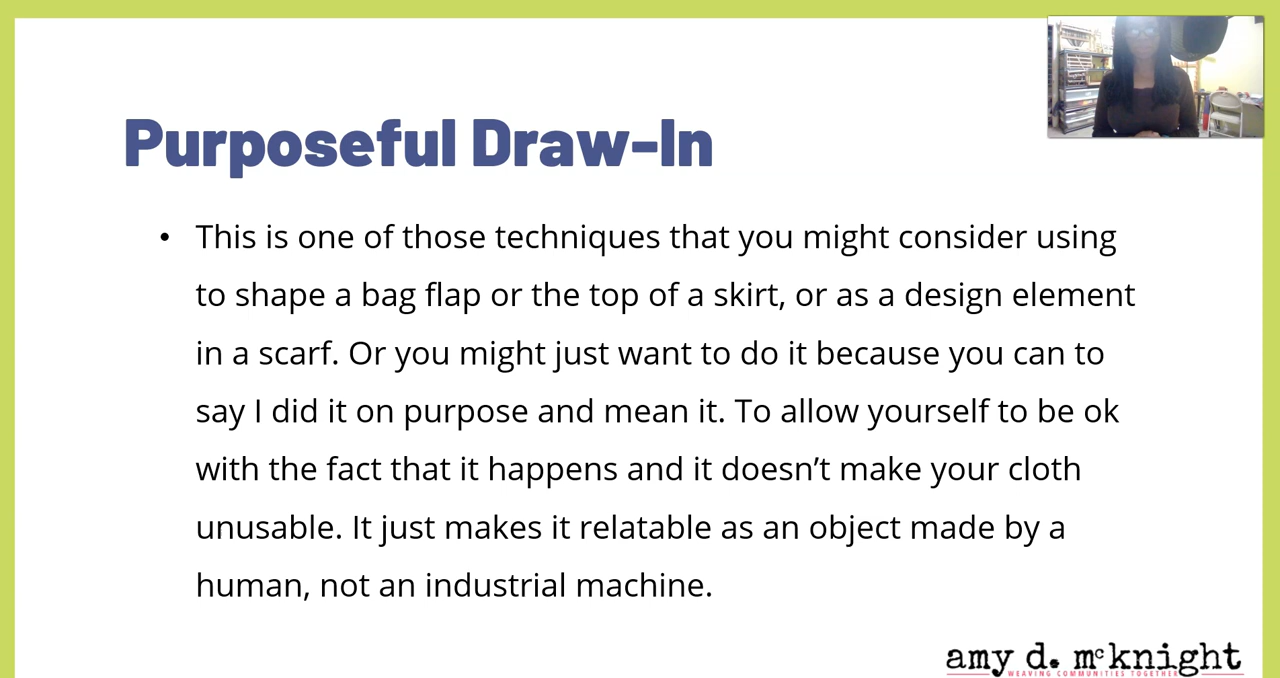 Purposeful Draw-In
• This is one of those techniques that you might consider using
to shape a bag flap or the top of a skirt, or as a design element
in a scarf. Or you might just want to do it because you can to
say I did it on purpose and mean it. To allow yourself to be ok
with the fact that it happens and it doesn’t make your cloth
unusable. It just makes it relatable as an object made by a
human, not an industrial machine.
amy d. mcknight
WEAVING COMMUNITIES TOGETHER